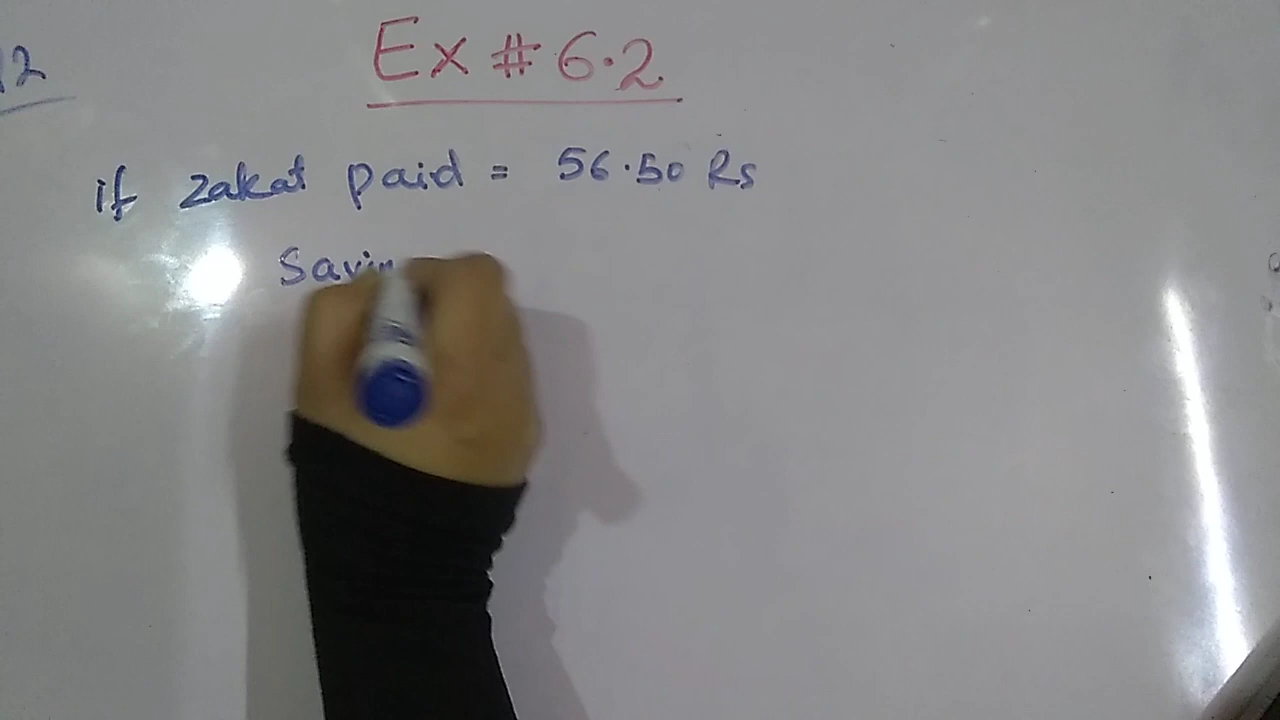 Ex # 6.2
if zakat paid = 56.50 Rs